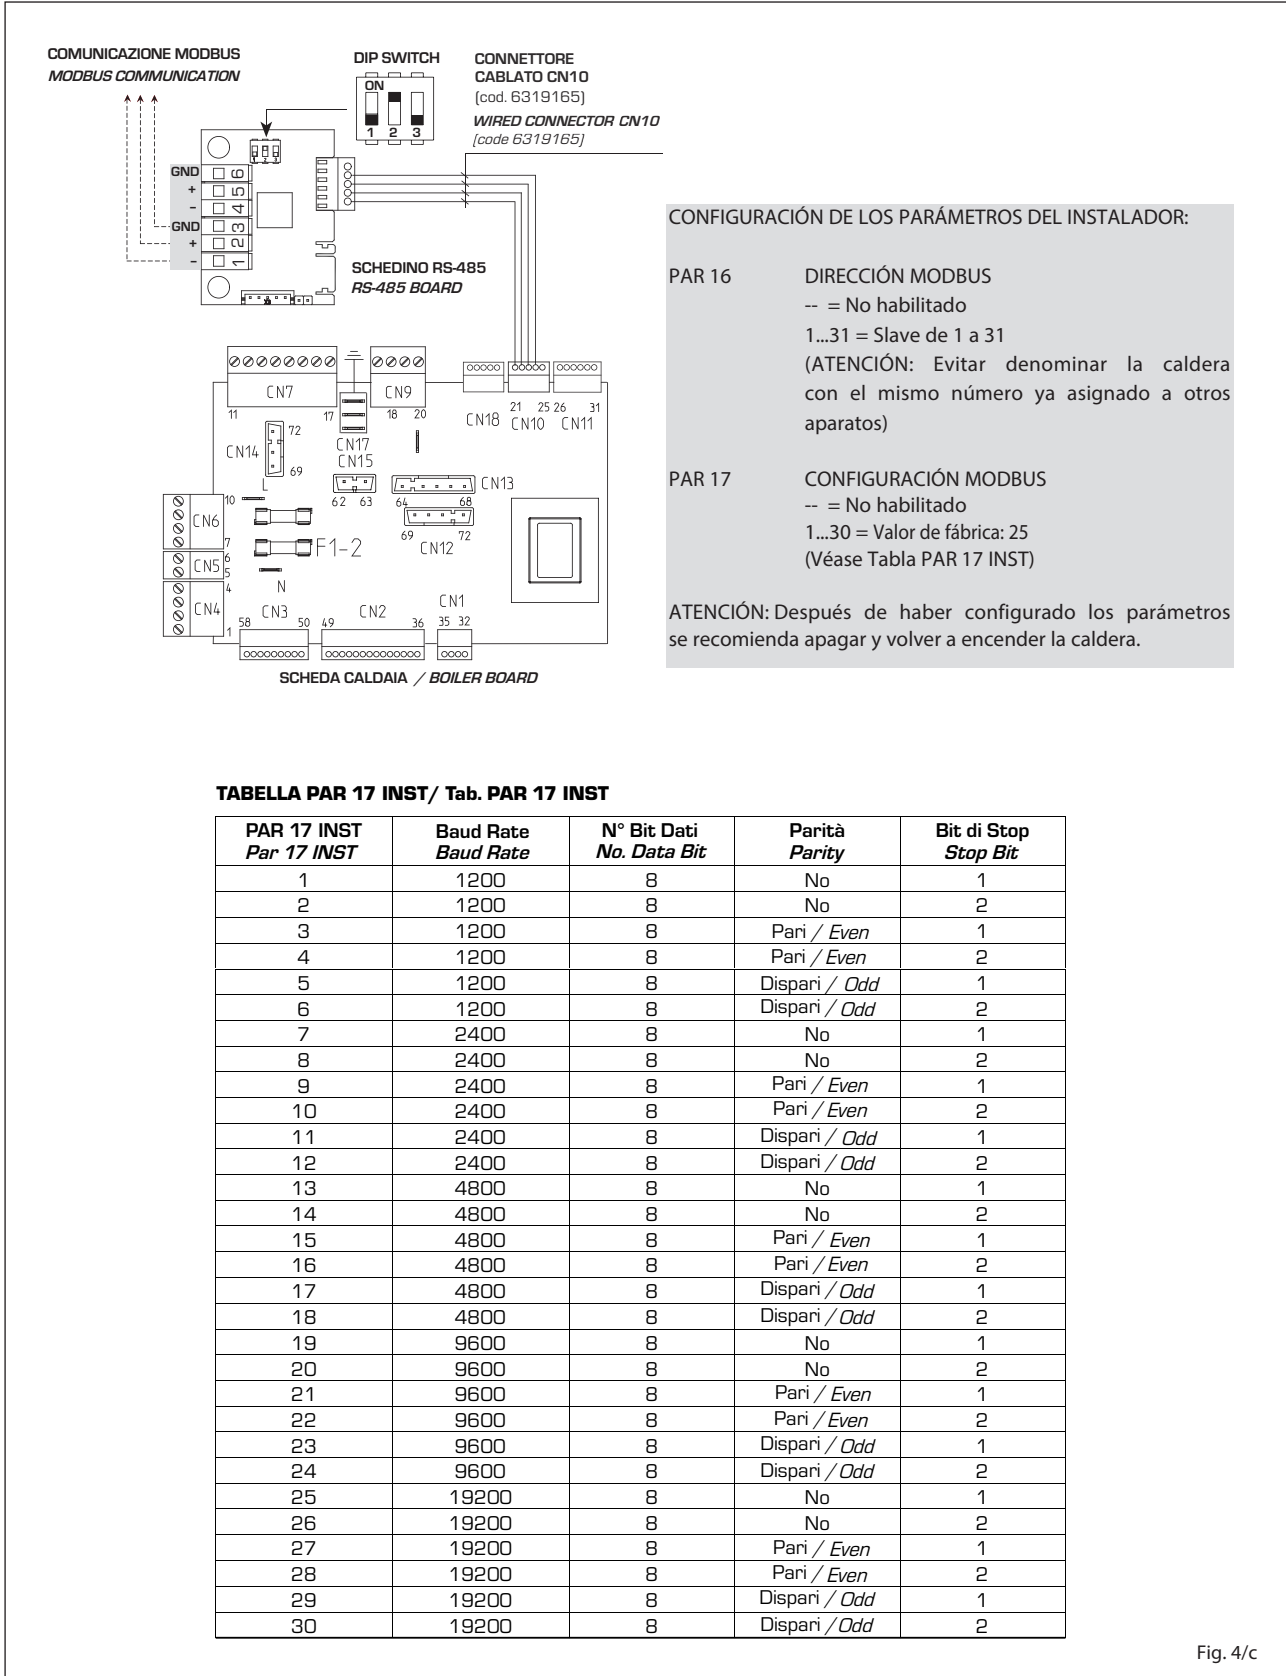 COMUNICAZIONE MODBUS
MODBUS COMMUNICATION
DIP SWITCH
ON
1 2 3
CONNETTORE
CABLATO CN10
(cod. 6319165)
WIRED CONNECTOR CN10
(code 6319165)
1 2 3
GND 6
+ 5
– 4
GND 3
+ 2
– 1
SCHEDINO RS-485
RS-485 BOARD
CN7
11 17
CN9
18 20
CN17
CN18
21 25 26 31
CN10 CN11
CN14
72
69
CN15
62 63
CN13
64 68
69 72
CN12
L
10
CN6
7
6
CN5
5
4
CN4
1
F1-2
N
CN3
58 50
CN2
49 36
CN1
35 32
SCHEDA CALDAIA / BOILER BOARD
CONFIGURACIÓN DE LOS PARÁMETROS DEL INSTALADOR:
PAR 16 DIRECCIÓN MODBUS
-- = No habilitado
1...31 = Slave de 1 a 31
(ATENCIÓN: Evitar denominar la caldera
con el mismo número ya asignado a otros
aparatos)
PAR 17 CONFIGURACIÓN MODBUS
-- = No habilitado
1...30 = Valor de fábrica: 25
(Véase Tabla PAR 17 INST)
ATENCIÓN: Después de haber configurado los parámetros
se recomienda apagar y volver a encender la caldera.
TABELLA PAR 17 INST/ Tab. PAR 17 INST
PAR 17 INST Baud Rate N° Bit Dati Parità Bit di Stop
Par 17 INST Baud Rate No. Data Bit Parity Stop Bit
1 1200 8 No 1
2 1200 8 No 2
3 1200 8 Pari / Even 1
4 1200 8 Pari / Even 2
5 1200 8 Dispari / Odd 1
6 1200 8 Dispari / Odd 2
7 2400 8 No 1
8 2400 8 No 2
9 2400 8 Pari / Even 1
10 2400 8 Pari / Even 2
11 2400 8 Dispari / Odd 1
12 2400 8 Dispari / Odd 2
13 4800 8 No 1
14 4800 8 No 2
15 4800 8 Pari / Even 1
16 4800 8 Pari / Even 2
17 4800 8 Dispari / Odd 1
18 4800 8 Dispari / Odd 2
19 9600 8 No 1
20 9600 8 No 2
21 9600 8 Pari / Even 1
22 9600 8 Pari / Even 2
23 9600 8 Dispari / Odd 1
24 9600 8 Dispari / Odd 2
25 19200 8 No 1
26 19200 8 No 2
27 19200 8 Pari / Even 1
28 19200 8 Pari / Even 2
29 19200 8 Dispari / Odd 1
30 19200 8 Dispari / Odd 2
Fig. 4/c